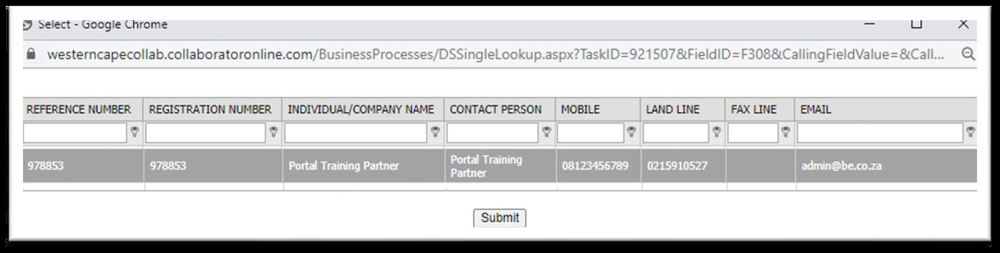 Select - Google Chrome
westerncapecollab.collaboratoronline.com/BusinessProcesses/DSSingleLookup.aspx?TaskID=921507&FieldID=F308&CallingFieldValue=&Call...
REFERENCE NUMBER REGISTRATION NUMBER INDIVIDUAL/COMPANY NAME CONTACT PERSON MOBILE LAND LINE FAX LINE EMAIL
978853 978853 Portal Training Partner Portal Training Partner 08123456789 0215910527 admin@be.co.za
Submit